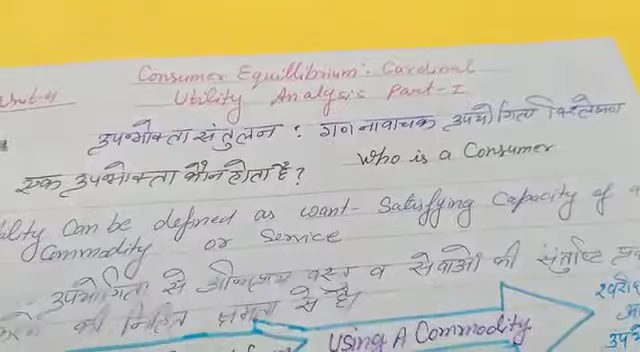 Unit-4
Consumer Equillibrium: Cardinal
Utility Analysis Part-I
उपभोक्ता संतुलन : गणनावाचक उपयोगिता विश्लेषण
एक उपभोक्ता कौन होता है? Who is a Consumer
ility Can be defined as want- Satisfying Capacity of a
Commodity or Service
उपयोगिता से अभिप्राय वस्तु व सेवाओं की संतुष्टि
की निहित क्षमता से है।
Using A Commodity